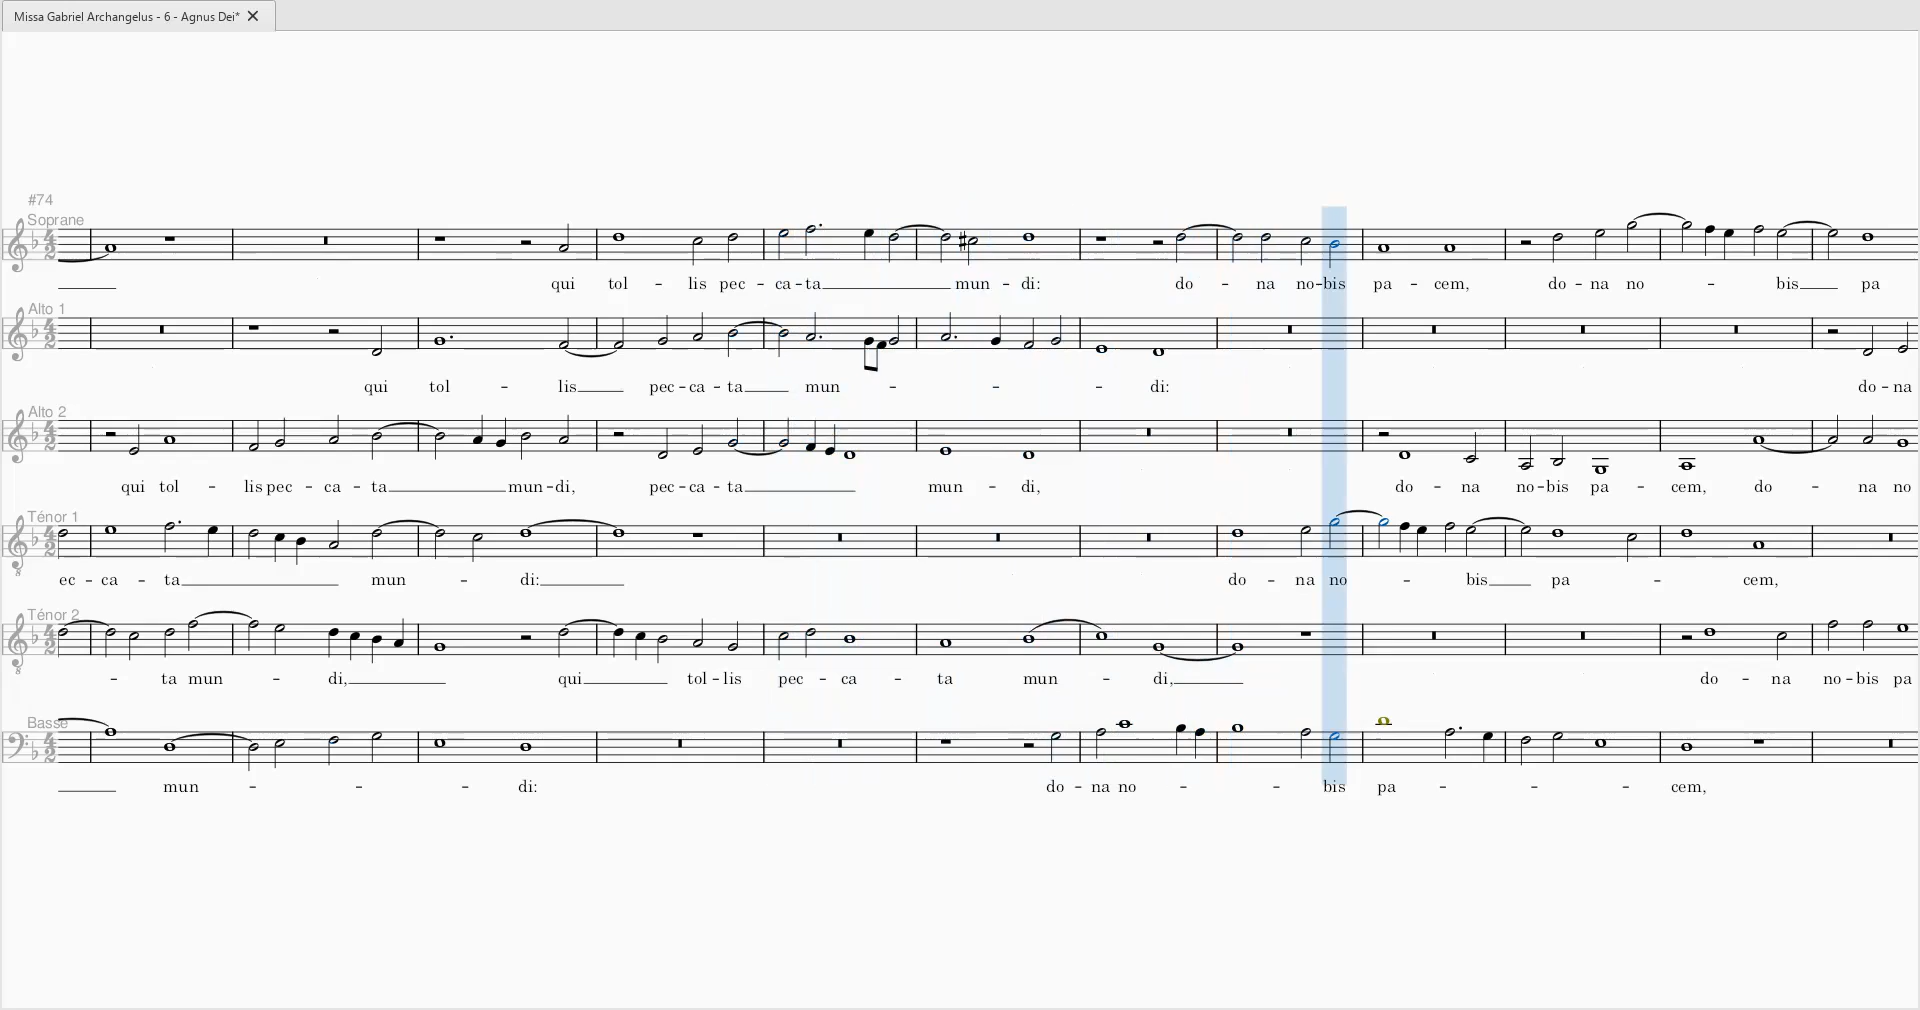 Missa Gabriel Archangelus - 6 - Agnus Dei*
#74
Soprane
qui tol - lis pec - ca - ta mun - di: do - na no - bis pa - cem, do - na no - bis pa
Alto 1
qui tol - lis pec - ca - ta mun - - - - di: do - na
Alto 2
qui tol - lis pec - ca - ta mun - di, pec - ca - ta mun - di, do - na no - bis pa - cem, do - na no
Ténor 1
ec - ca - ta mun - di: do - na no - bis pa - cem,
Ténor 2
- ta mun - di, qui tol - lis pec - ca - ta mun - di, do - na no - bis pa
Basse
mun - - - di: do - na no - - bis pa - - - cem,